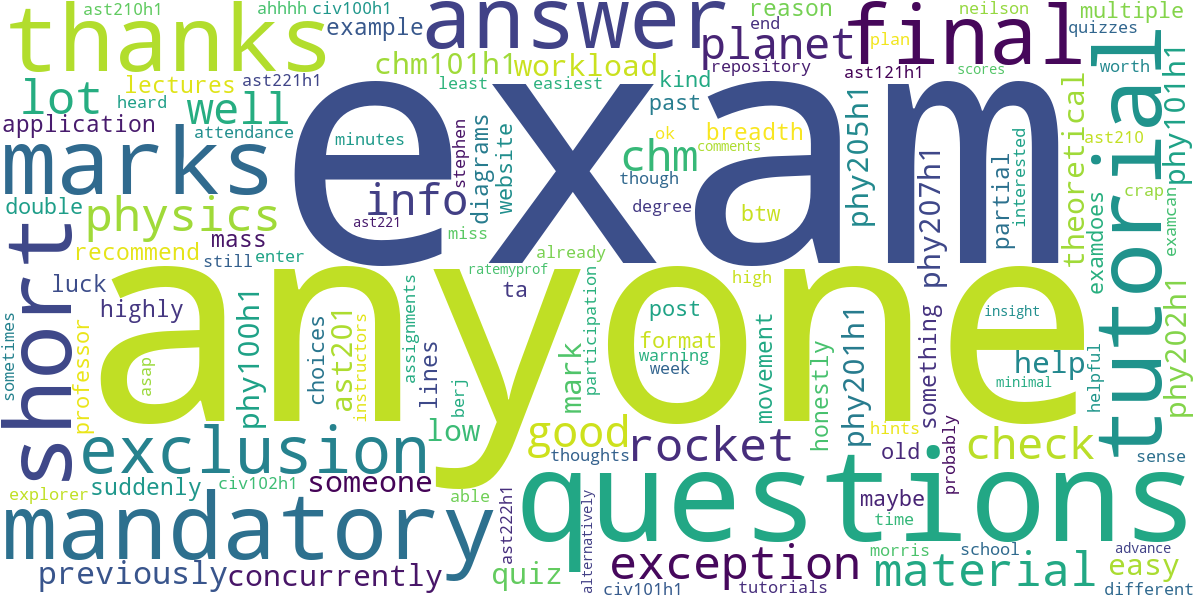 ast210h1
ahhhh
civ100h1
thanks
example
answer
reason
neilson
multiple
end
final
quizzes
plan
planet
chm101h1
workload
repository
lectures
ast221h1
least
easiest
kind
ast121h1
scores
worth
lot
heard
well
past
application
attendance
minutes
diagrams
website
ok
breadth
comments
phy205h1
theoretical
interested
ast210
tutorial
phy101h1
marks
exam
stephen
chm
though
phy207h1
partial
crap
double
physics
info
degree
btw
ast221
miss
recommend
mass
still
enter
already
examdoes
examcan
short
luck
highly
ratemyprof
ta
high
anyone
sometimes
professor
asap
phy100h1
choices
ast201
instructors
assignments
lines
berj
mark
participation
post
format
warning
week
movement
honestly
phy201h1
something
insight
help
minimal
helpful
phy202h1
exclusion
low
good
thoughts
rocket
hints
old
probably
check
sense
explorer
suddenly
civ102h1
someone
able
mandatory
ast222h1
questions
maybe
time
previously
concurrently
quiz
alternatively
civ101h1
exception
tutorials
morris
material
school
advance
easy
different